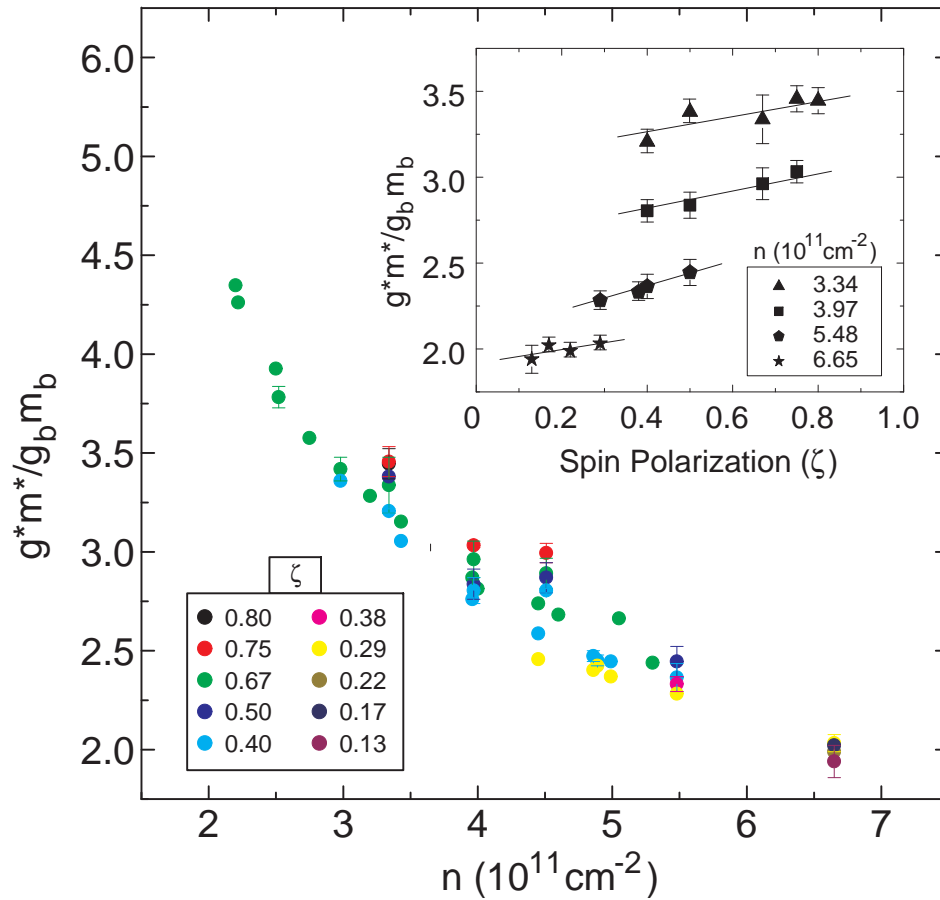 6.0
5.0
4.5
4.0
3.5
3.0
2.5
2.0
g*m*/g_b m_b
2 3 4 5 6 7
n (10^11 cm^-2)
ζ
0.80 0.38
0.75 0.29
0.67 0.22
0.50 0.17
0.40 0.13
3.5
3.0
2.5
2.0
g*m*/g_b m_b
0 0.2 0.4 0.6 0.8 1.0
Spin Polarization (ζ)
n (10^11 cm^-2)
3.34
3.97
5.48
6.65